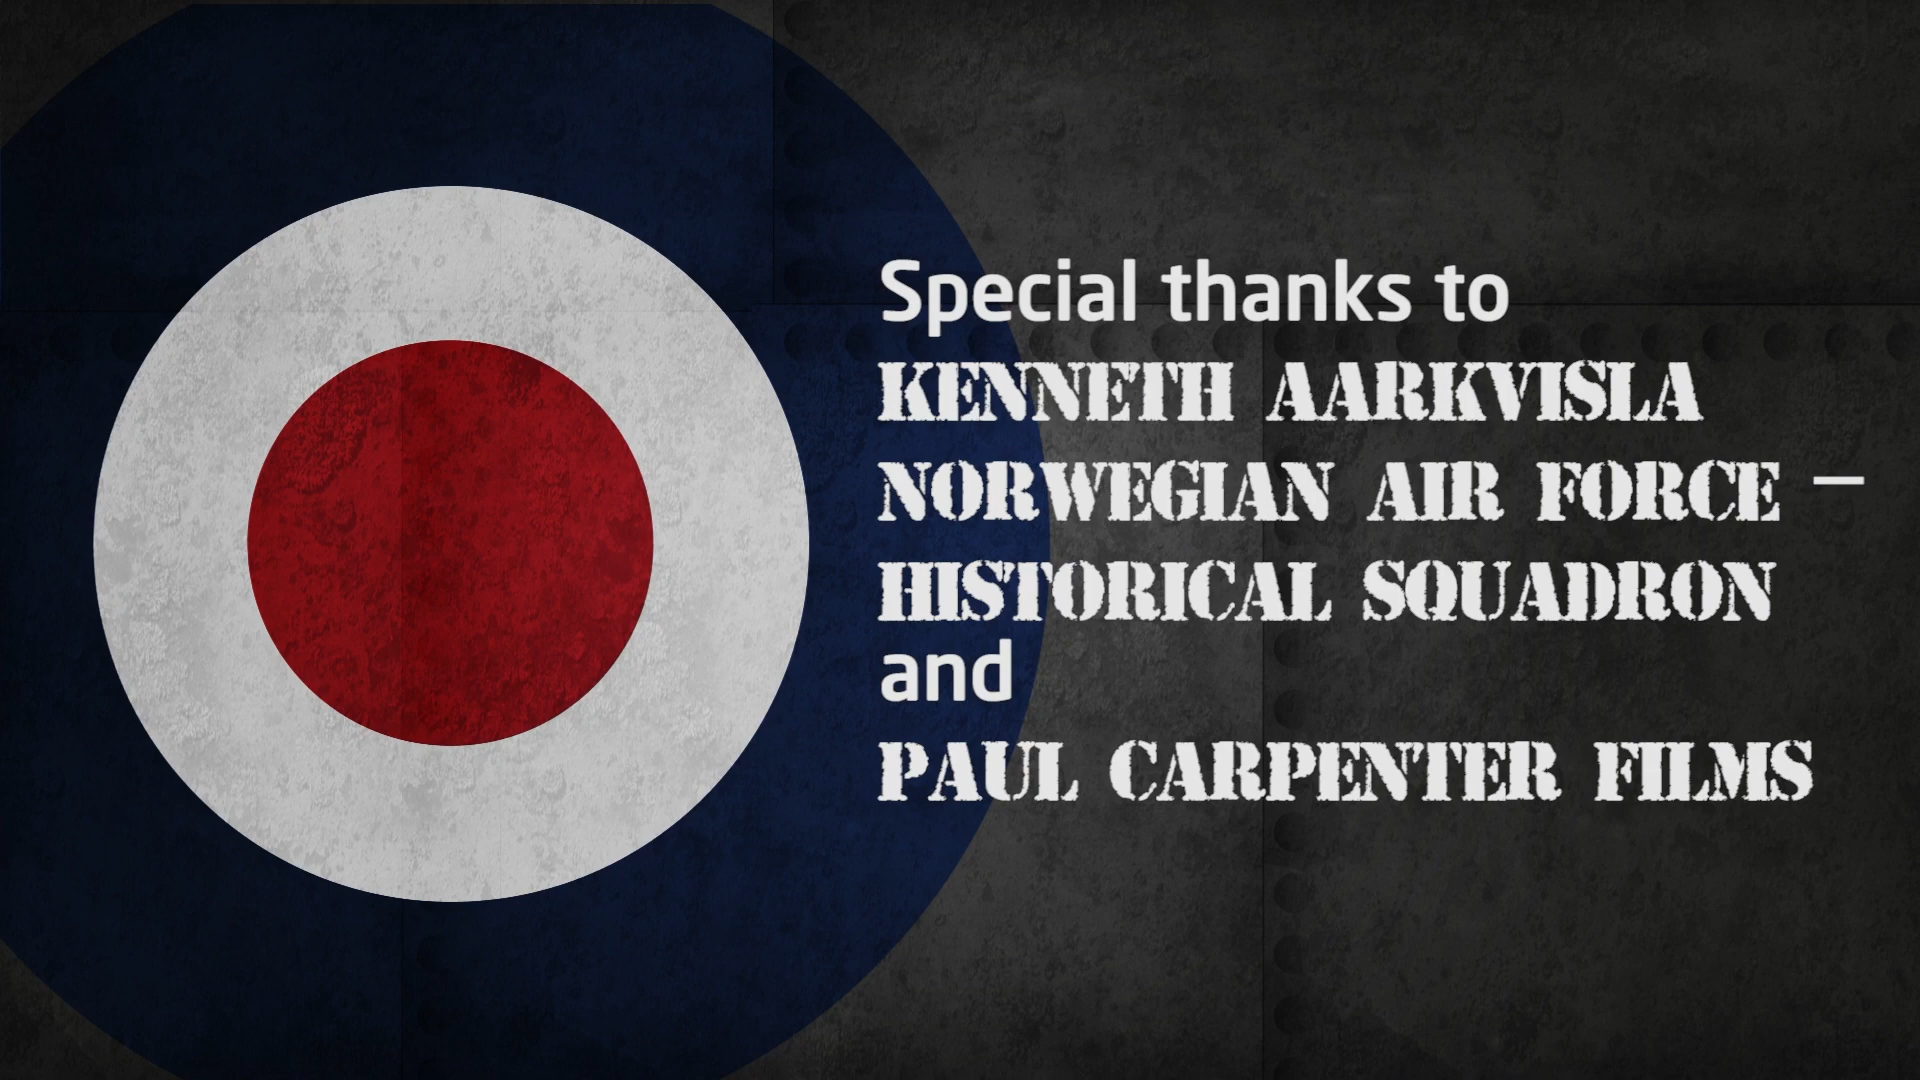 Special thanks to
KENNETH AARKVISLA
NORWEGIAN AIR FORCE –
HISTORICAL SQUADRON
and
PAUL CARPENTER FILMS